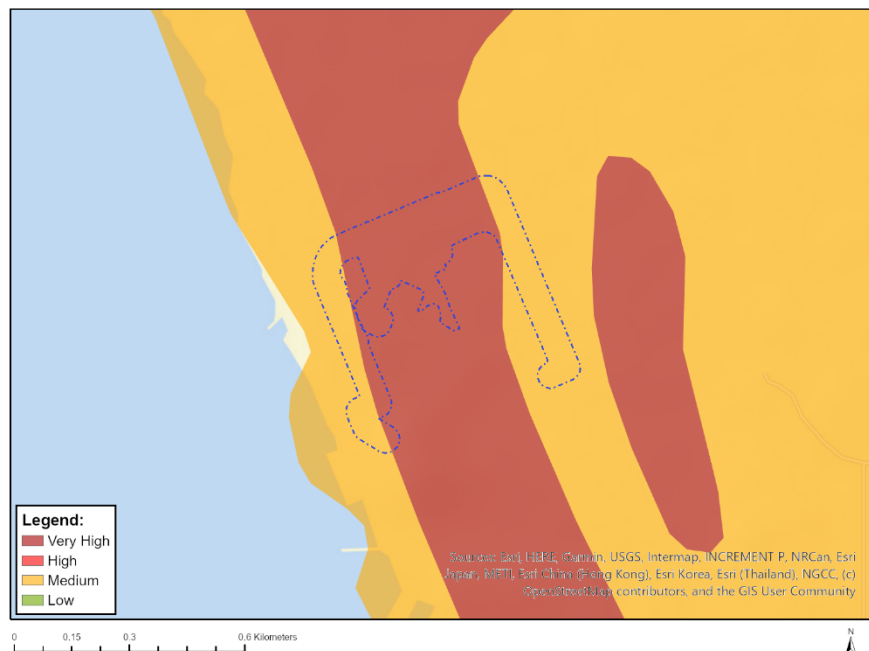 Legend:
Very High
High
Medium
Low
Sources: Esri, HERE, Garmin, USGS, Intermap, INCREMENT P, NRCan, Esri
Japan, METI, Esri China (Hong Kong), Esri Korea, Esri (Thailand), NGCC, (c)
OpenStreetMap contributors, and the GIS User Community
0 0.15 0.3 0.6 Kilometers
N